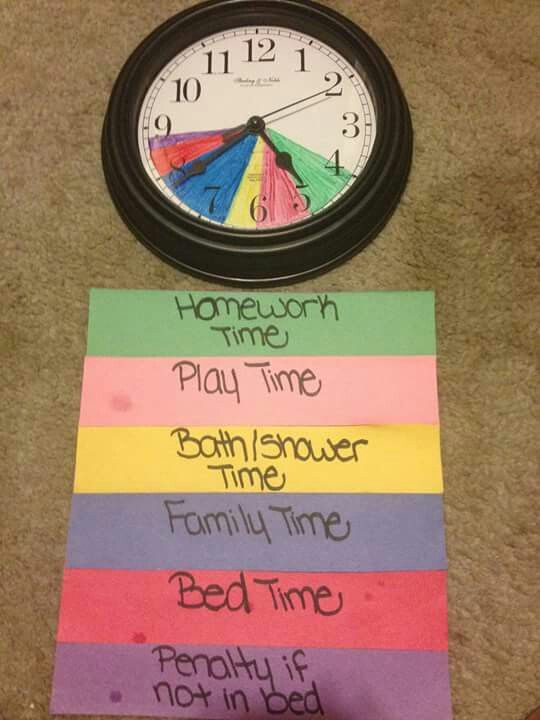 12
11
1
10
2
9
3
8
4
7
5
6
Homework
Time
Play Time
Bath/Shower
Time
Family Time
Bed Time
Penalty if
not in bed